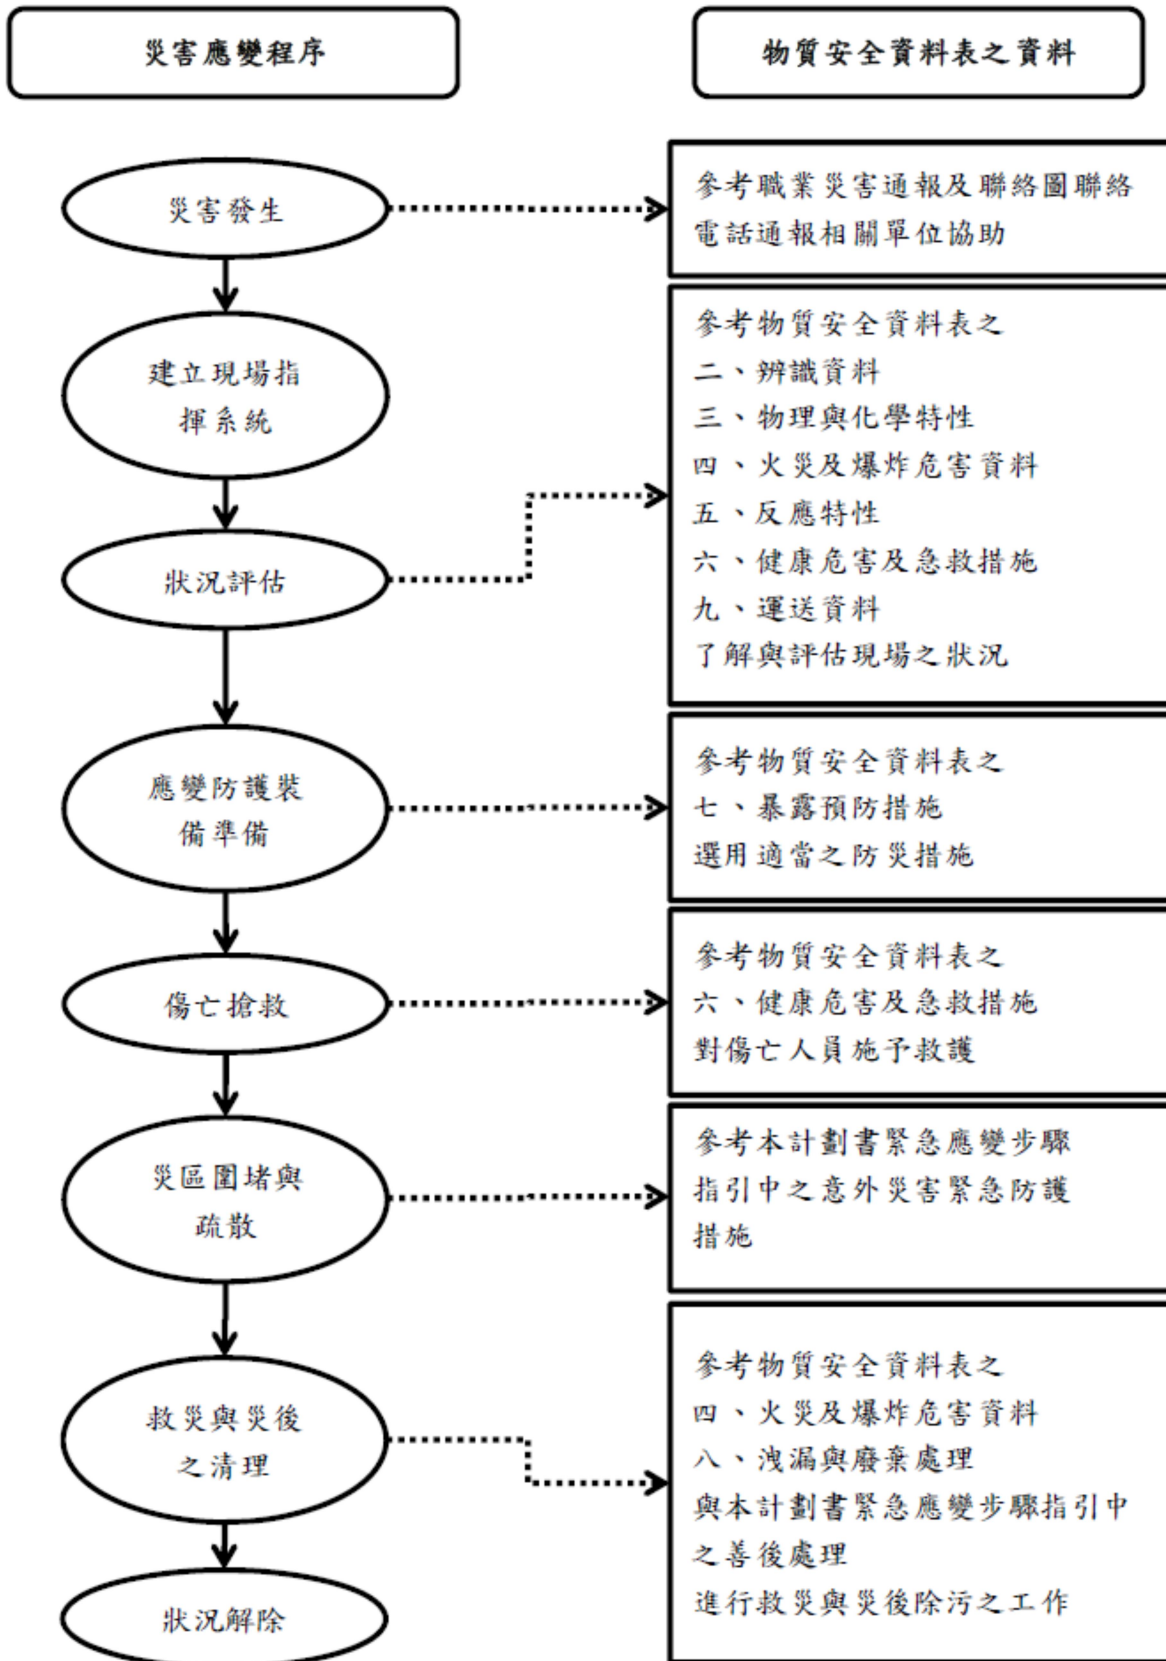 災害應變程序
物質安全資料表之資料
災害發生
參考職業災害通報及聯絡圖聯絡
電話通報相關單位協助
建立現場指
揮系統
狀況評估
參考物質安全資料表之
二、辨識資料
三、物理與化學特性
四、火災及爆炸危害資料
五、反應特性
六、健康危害及急救措施
九、運送資料
了解與評估現場之狀況
應變防護裝
備準備
參考物質安全資料表之
七、暴露預防措施
選用適當之防災措施
傷亡搶救
參考物質安全資料表之
六、健康危害及急救措施
對傷亡人員施予救護
災區圍堵與
疏散
參考本計劃書緊急應變步驟
指引中之意外災害緊急防護
措施
救災與災後
之清理
參考物質安全資料表之
四、火災及爆炸危害資料
八、洩漏與廢棄處理
與本計劃書緊急應變步驟指引中
之善後處理
進行救災與災後除污之工作
狀況解除